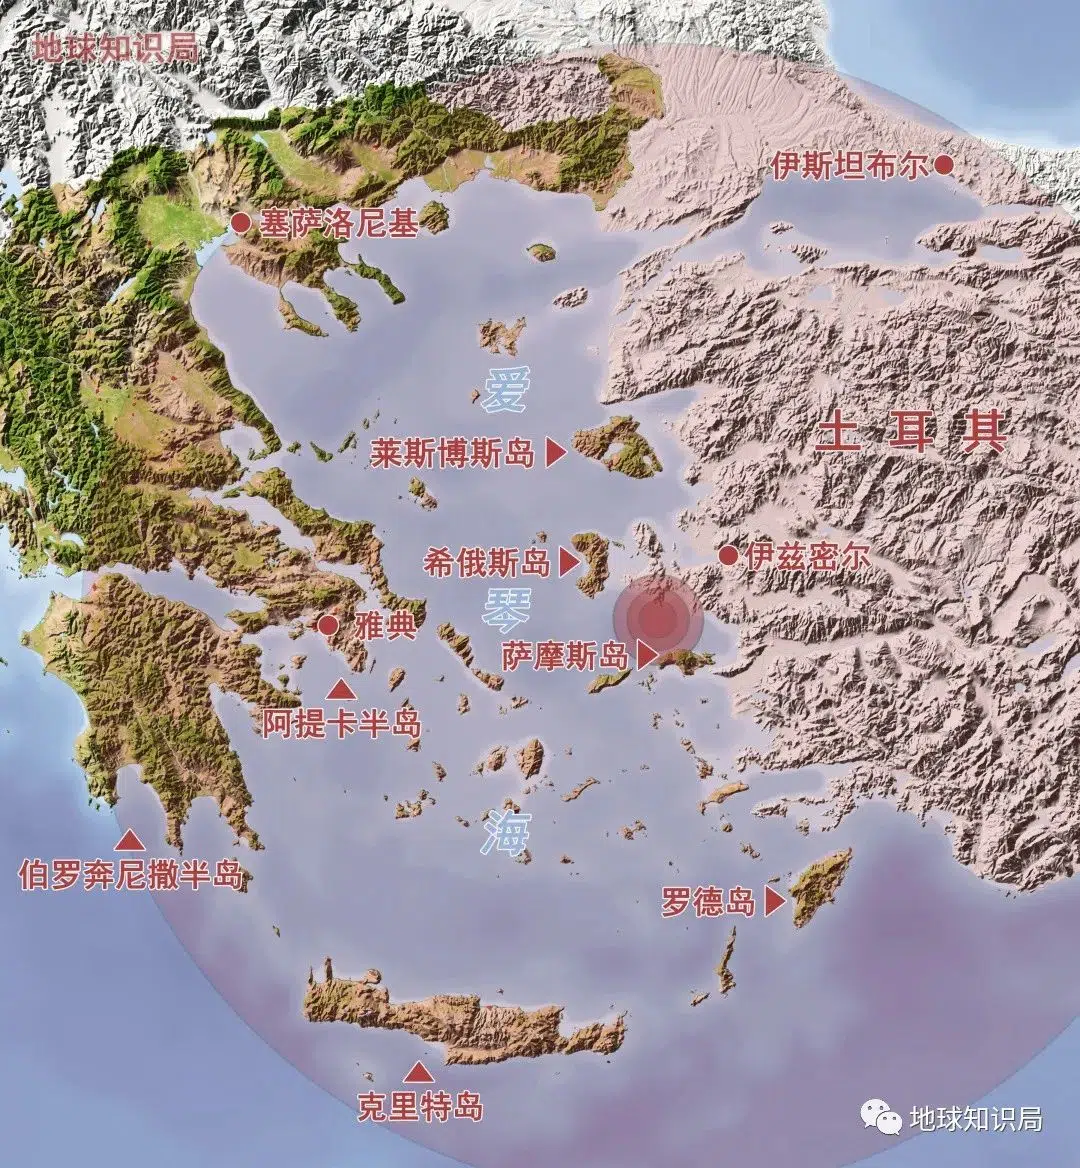 地球知识局
伊斯坦布尔
塞萨洛尼基
爱琴海
土耳其
莱斯博斯岛
希俄斯岛
伊兹密尔
雅典
萨摩斯岛
阿提卡半岛
伯罗奔尼撒半岛
罗德岛
克里特岛
地球知识局